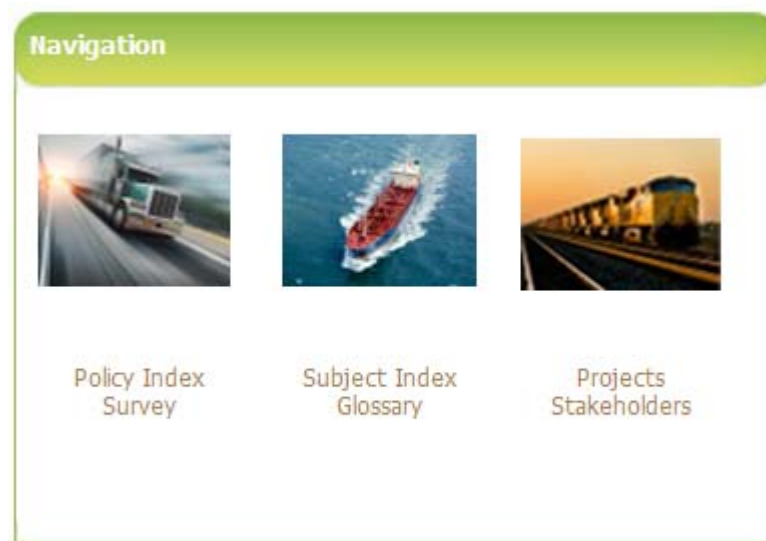 Navigation
Policy Index
Survey
Subject Index
Glossary
Projects
Stakeholders